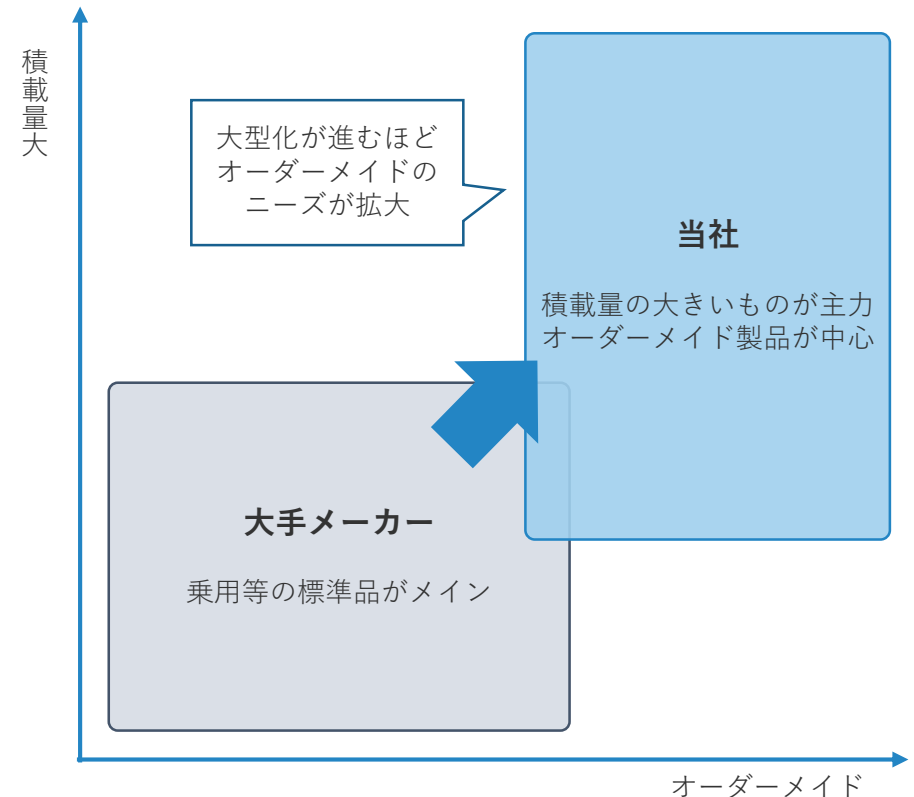 積載量大
大型化が進むほど
オーダーメイドの
ニーズが拡大
当社
積載量の大きいものが主力
オーダーメイド製品が中心
大手メーカー
乗用等の標準品がメイン
オーダーメイド